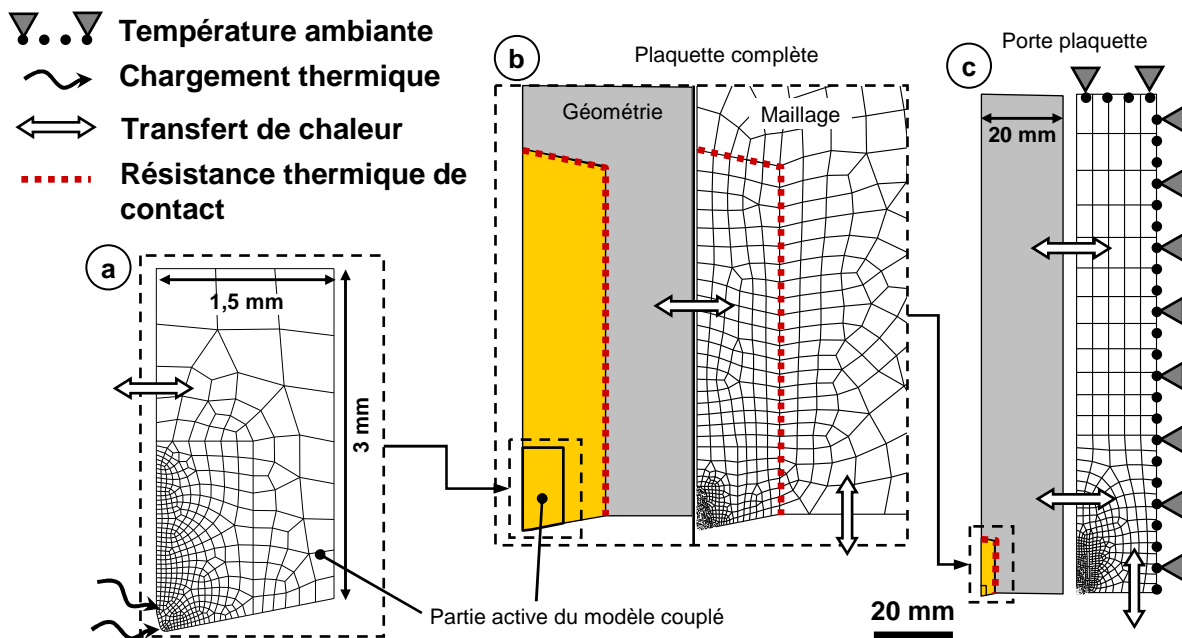 Température ambiante
Chargement thermique
Transfert de chaleur
Résistance thermique de
contact
a
1,5 mm
3 mm
b
Plaquette complète
Géométrie
Maillage
Partie active du modèle couplé
Porte plaquette
c
20 mm
20 mm